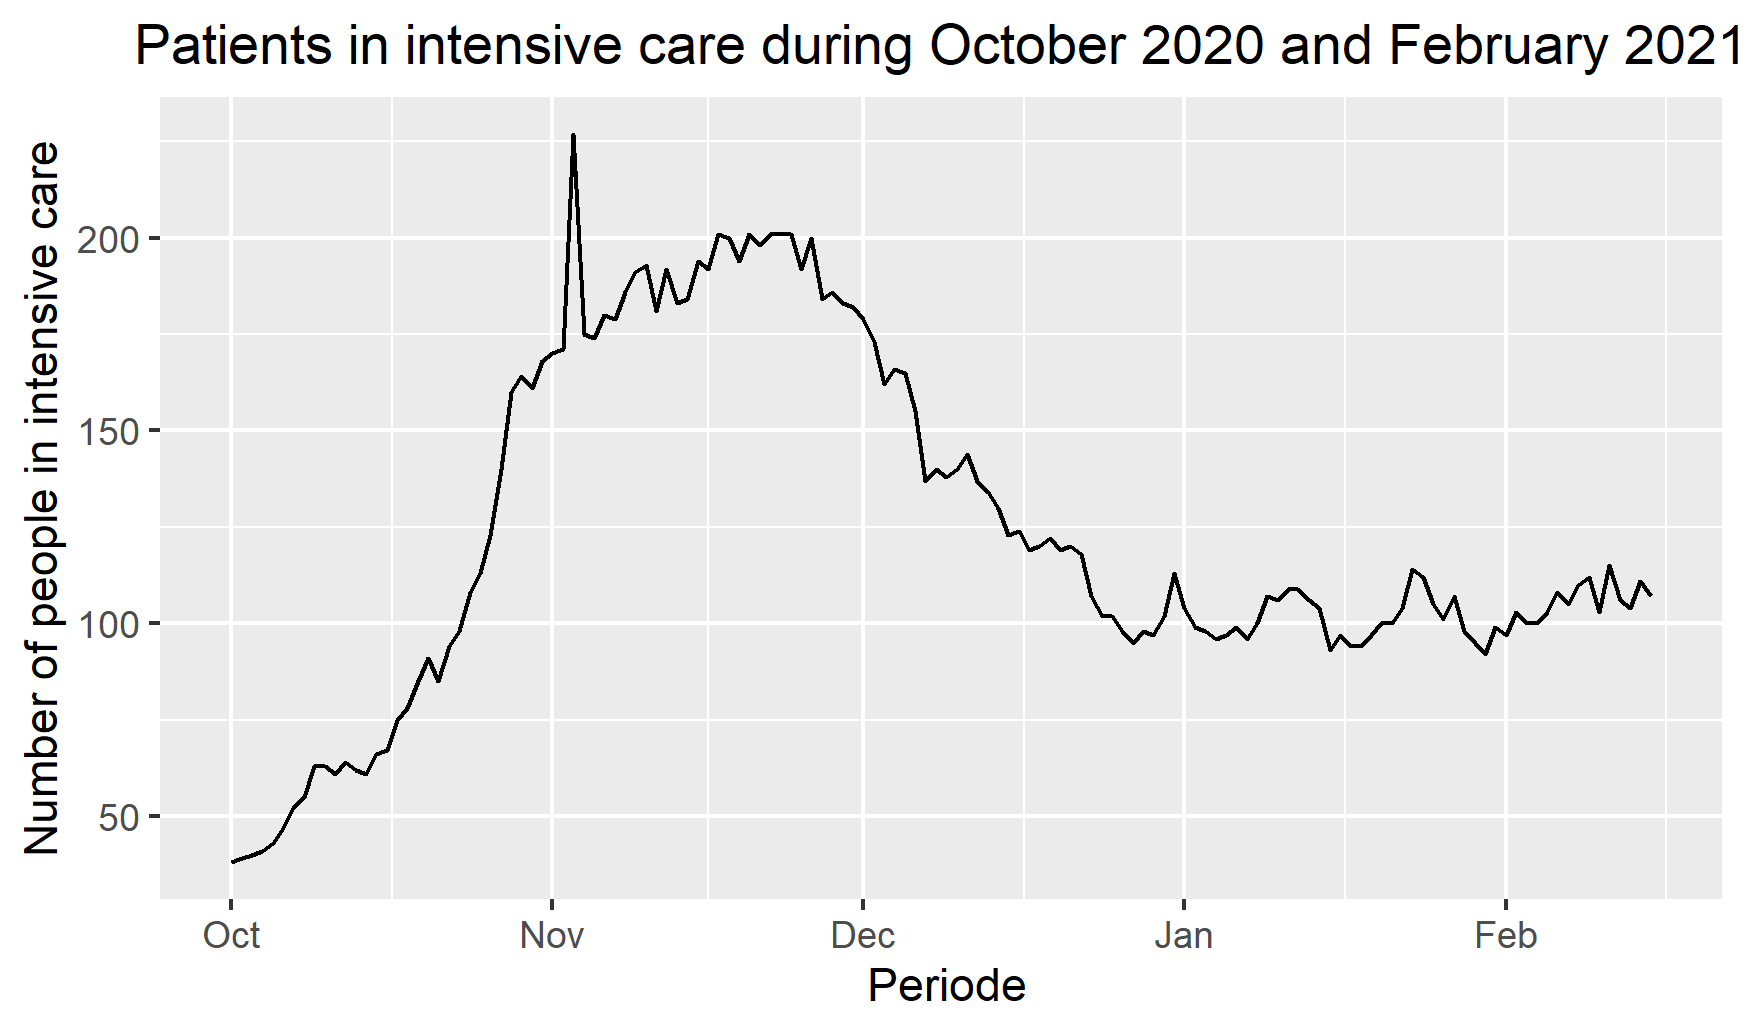 Patients in intensive care during October 2020 and February 2021
Number of people in intensive care
200
150
100
50
Oct Nov Dec Jan Feb
Periode